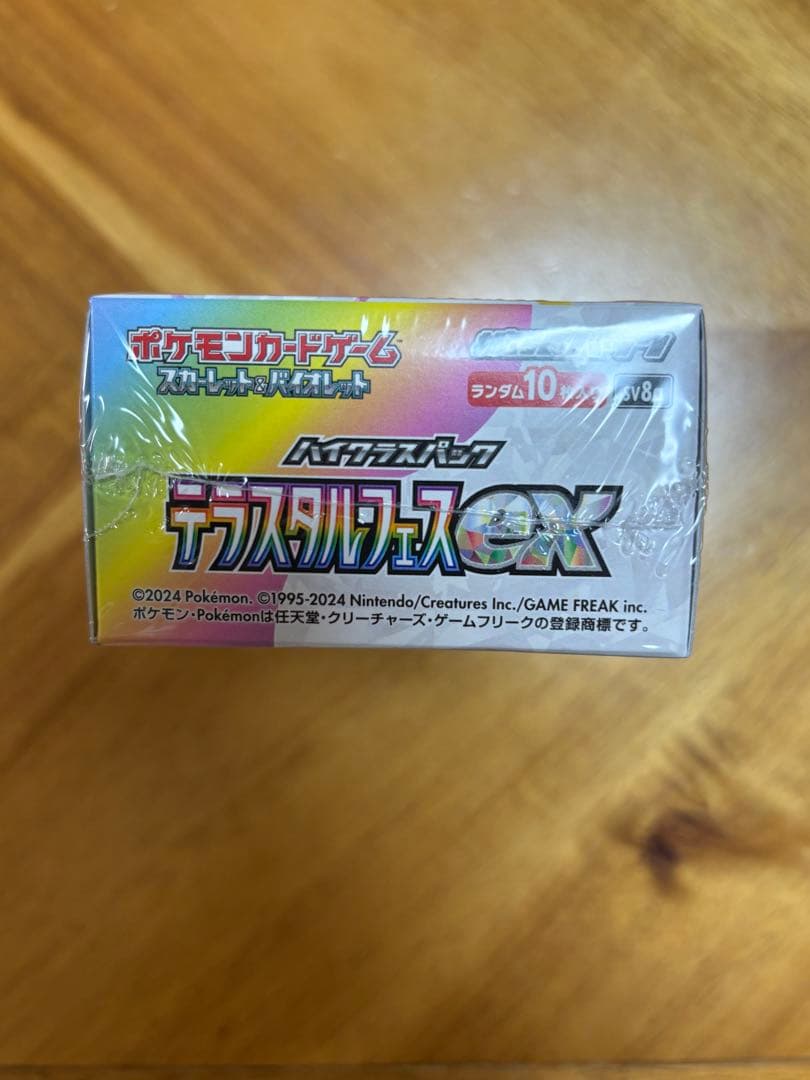 ポケモンカードゲーム
スカーレット&バイオレット
ランダム10枚入り SV8a
ハイクラスパック
テラスタルフェスex
©2024 Pokémon. ©1995-2024 Nintendo/Creatures Inc./GAME FREAK inc.
ポケモン・Pokémonは任天堂・クリーチャーズ・ゲームフリークの登録商標です。